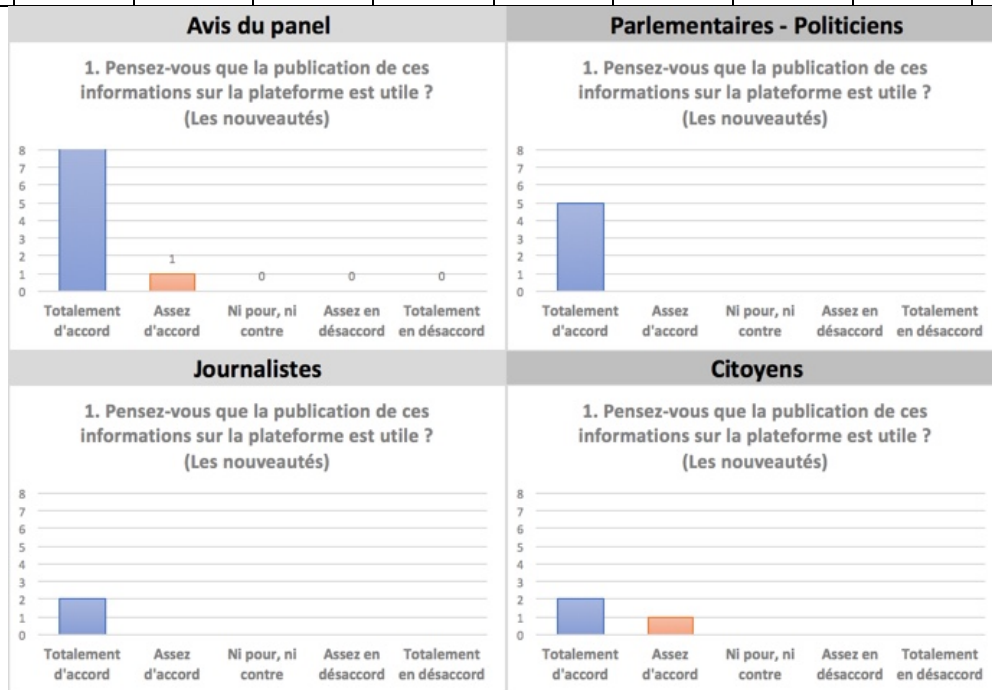 Avis du panel
1. Pensez-vous que la publication de ces
informations sur la plateforme est utile ?
(Les nouveautés)
8
7
6
5
4
3
2
1
0
1
0
0
0
Totalement d'accord
Assez d'accord
Ni pour, ni contre
Assez en désaccord
Totalement en désaccord
Parlementaires - Politiciens
1. Pensez-vous que la publication de ces
informations sur la plateforme est utile ?
(Les nouveautés)
8
7
6
5
4
3
2
1
0
Totalement d'accord
Assez d'accord
Ni pour, ni contre
Assez en désaccord
Totalement en désaccord
Journalistes
1. Pensez-vous que la publication de ces
informations sur la plateforme est utile ?
(Les nouveautés)
8
7
6
5
4
3
2
1
0
Totalement d'accord
Assez d'accord
Ni pour, ni contre
Assez en désaccord
Totalement en désaccord
Citoyens
1. Pensez-vous que la publication de ces
informations sur la plateforme est utile ?
(Les nouveautés)
8
7
6
5
4
3
2
1
0
Totalement d'accord
Assez d'accord
Ni pour, ni contre
Assez en désaccord
Totalement en désaccord